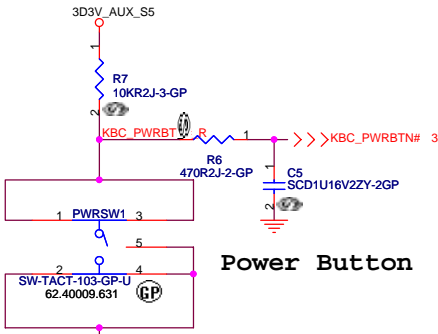 3D3V_AUX_S5
1
R7
10KR2J-3-GP
2
KBC_PWRBT R 1 KBC_PWRBTN# 3
R6
470R2J-2-GP
1
C5
SCD1U16V2ZY-2GP
2
1 PWRSW1 3
5
2 4
Power Button
SW-TACT-103-GP-U
62.40009.631
GP